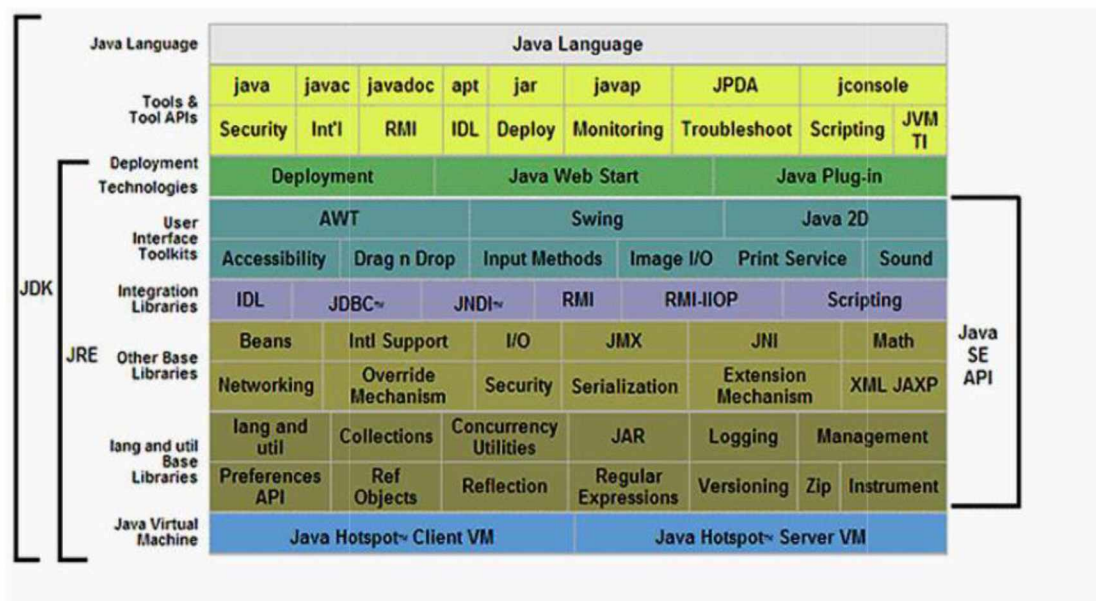 Java Language
Java Language
Tools &
Tool APIs
java javac javadoc apt jar javap JPDA jconsole
Security Int'l RMI IDL Deploy Monitoring Troubleshoot Scripting JVM
TI
Deployment
Technologies
Deployment Java Web Start Java Plug-in
User
Interface
Toolkits
AWT Swing Java 2D
Accessibility Drag n Drop Input Methods Image I/O Print Service Sound
Integration
Libraries
IDL JDBC™ JNDI™ RMI RMI-IIOP Scripting
Other Base
Libraries
Beans Intl Support I/O JMX JNI Math
Networking Override
Mechanism Security Serialization Extension
Mechanism XML JAXP
lang and util
Base
Libraries
lang and
util Collections Concurrency
Utilities JAR Logging Management
Preferences
API Ref
Objects Reflection Regular
Expressions Versioning Zip Instrument
Java Virtual
Machine
Java Hotspot™ Client VM Java Hotspot™ Server VM
JDK
JRE
Java
SE
API